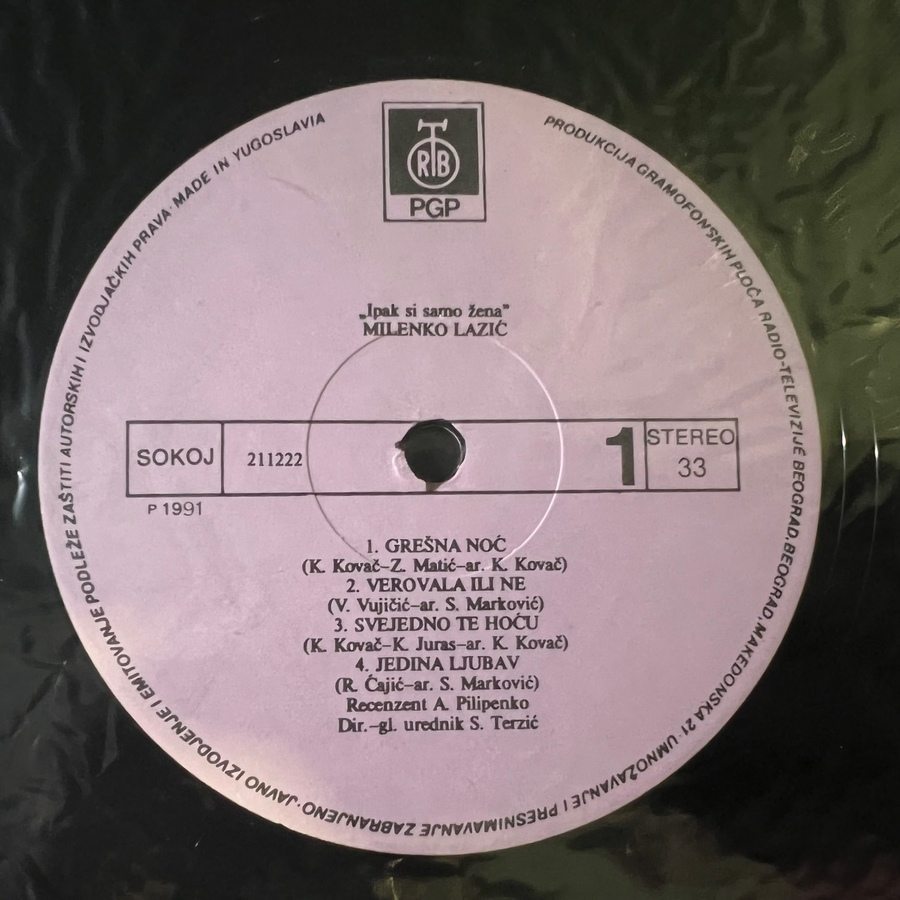 PRODUKCIJA GRAMOFONSKIH PLOČA RADIO-TELEVIZIJE BEOGRAD, BEOGRAD, MAKEDONSKA 21 · UMNOŽAVANJE I PRESNIMAVAVANJE ZABRANJENO · JAVNO IZVODJENJE I EMITOVANJE PODLEŽE ZAŠTITI AUTORSKIH I IZVODJAČKIH PRAVA · MADE IN YUGOSLAVIA
RTB
PGP
„Ipak si samo žena”
MILENKO LAZIĆ
SOKOJ 211222 1 STEREO 33
P 1991
1. GREŠNA NOĆ
(K. Kovač–Z. Matić–ar. K. Kovač)
2. VEROVALA ILI NE
(V. Vujičić–ar. S. Marković)
3. SVEJEDNO TE HOĆU
(K. Kovač–K. Juras–ar. K. Kovač)
4. JEDINA LJUBAV
(R. Ćajić–ar. S. Marković)
Recenzent A. Pilipenko
Dir.–gl. urednik S. Terzić